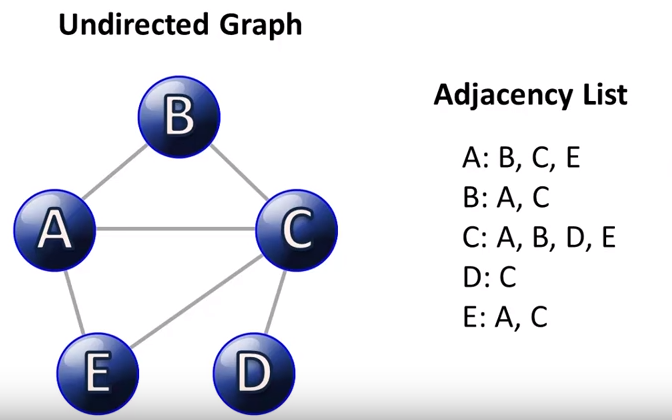 Undirected Graph
B
A
C
E
D
Adjacency List
A: B, C, E
B: A, C
C: A, B, D, E
D: C
E: A, C